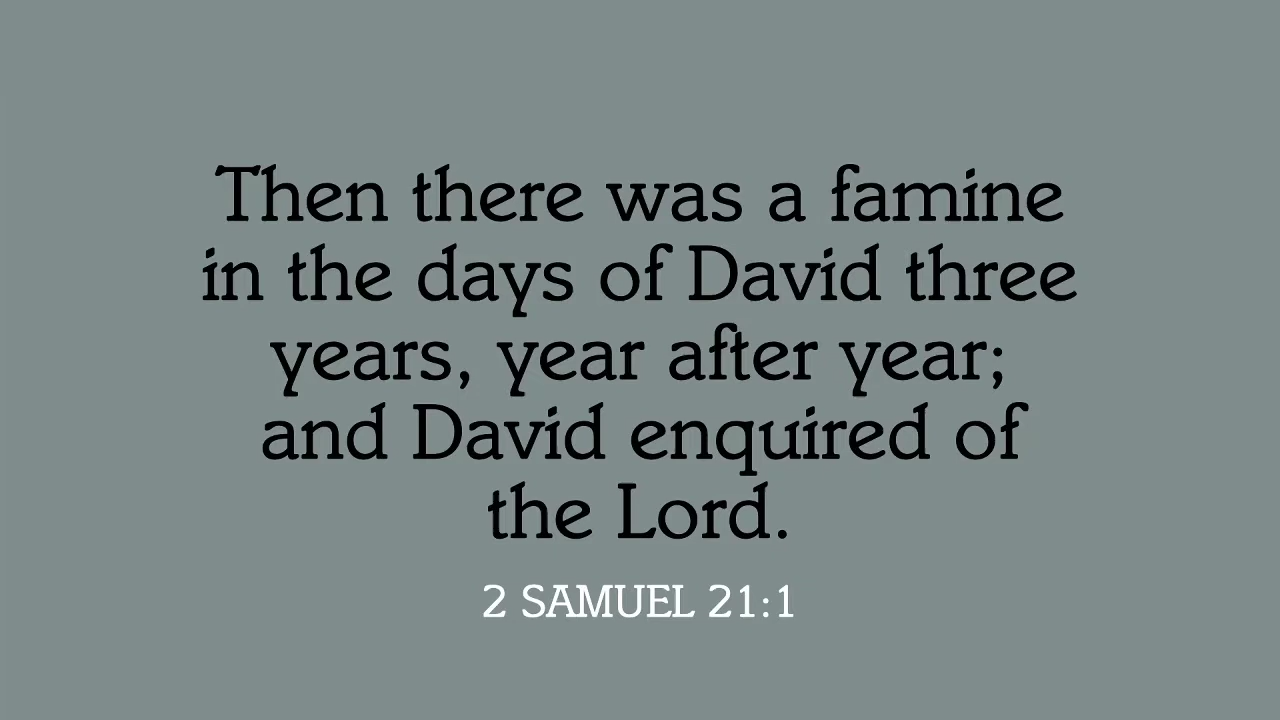 Then there was a famine
in the days of David three
years, year after year;
and David enquired of
the Lord.
2 SAMUEL 21:1